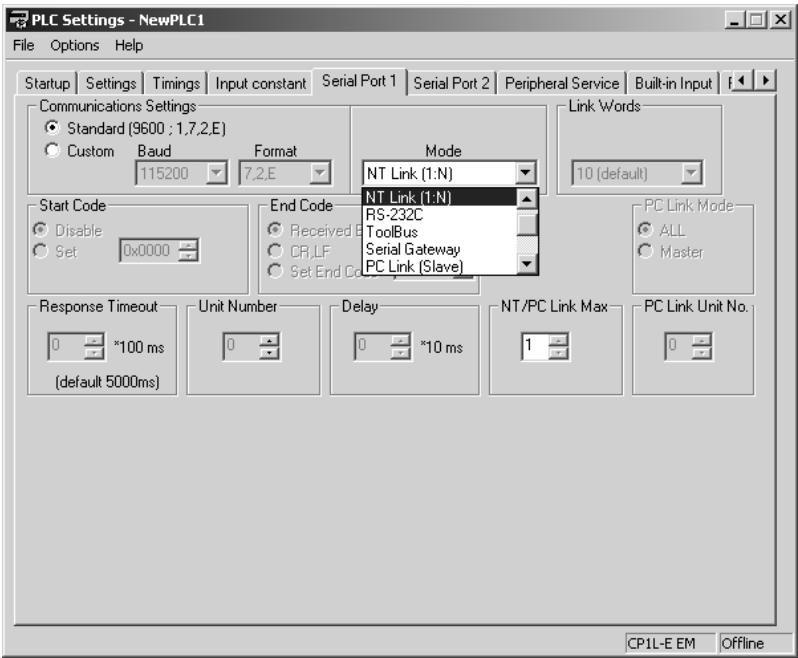 PLC Settings - NewPLC1
File Options Help
Startup Settings Timings Input constant Serial Port 1 Serial Port 2 Peripheral Service Built-in Input
Communications Settings Link Words
Standard (9600 ; 1,7,2,E)
Custom Baud Format Mode
115200 7,2,E NT Link (1:N) 10 (default)
NT Link (1:N)
RS-232C
ToolBus
Serial Gateway
PC Link (Slave)
Start Code End Code PC Link Mode
Disable Received ALL
Set 0x0000 CR,LF Master
Set End
Response Timeout Unit Number Delay NT/PC Link Max PC Link Unit No.
0 *100 ms 0 0 *10 ms 1 0
(default 5000ms)
CP1L-E EM Offline